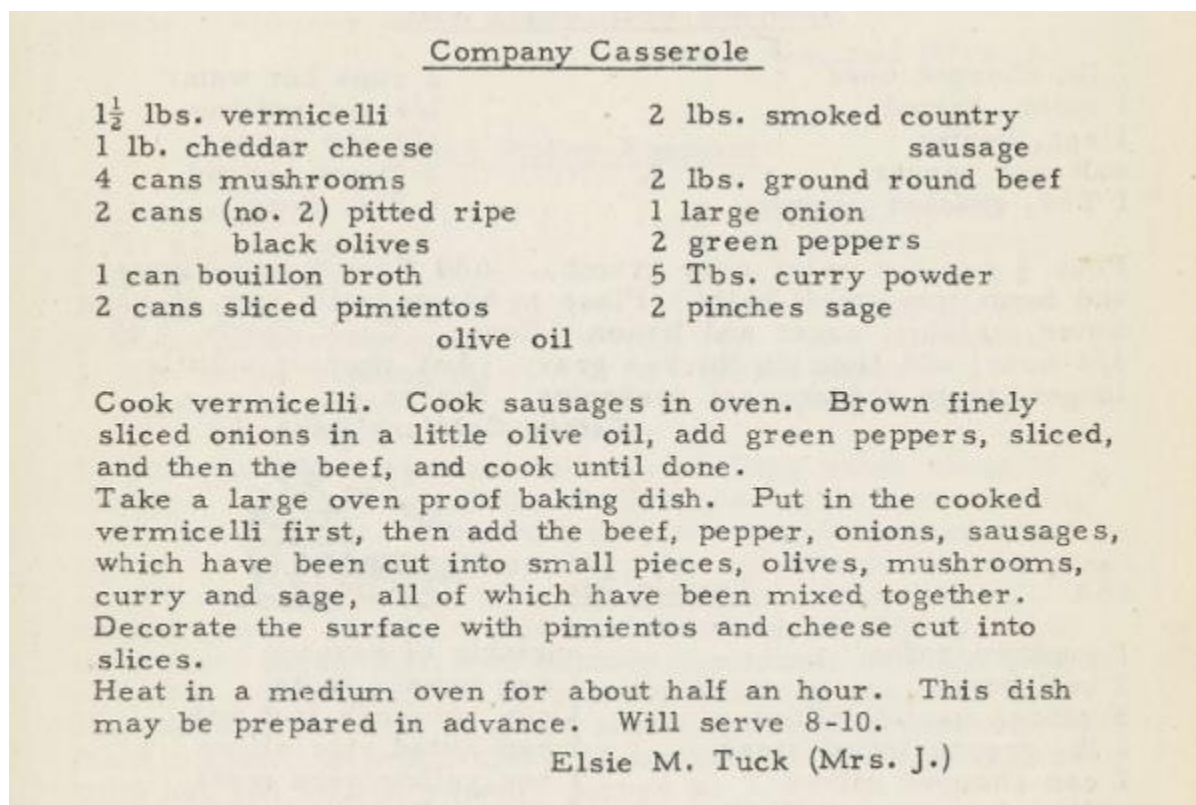 Company Casserole
1½ lbs. vermicelli
1 lb. cheddar cheese
4 cans mushrooms
2 cans (no. 2) pitted ripe
black olives
1 can bouillon broth
2 cans sliced pimientos
2 lbs. smoked country
sausage
2 lbs. ground round beef
1 large onion
2 green peppers
5 Tbs. curry powder
2 pinches sage
olive oil
Cook vermicelli. Cook sausages in oven. Brown finely
sliced onions in a little olive oil, add green peppers, sliced,
and then the beef, and cook until done.
Take a large oven proof baking dish. Put in the cooked
vermicelli first, then add the beef, pepper, onions, sausages,
which have been cut into small pieces, olives, mushrooms,
curry and sage, all of which have been mixed together.
Decorate the surface with pimientos and cheese cut into
slices.
Heat in a medium oven for about half an hour. This dish
may be prepared in advance. Will serve 8-10.
Elsie M. Tuck (Mrs. J.)